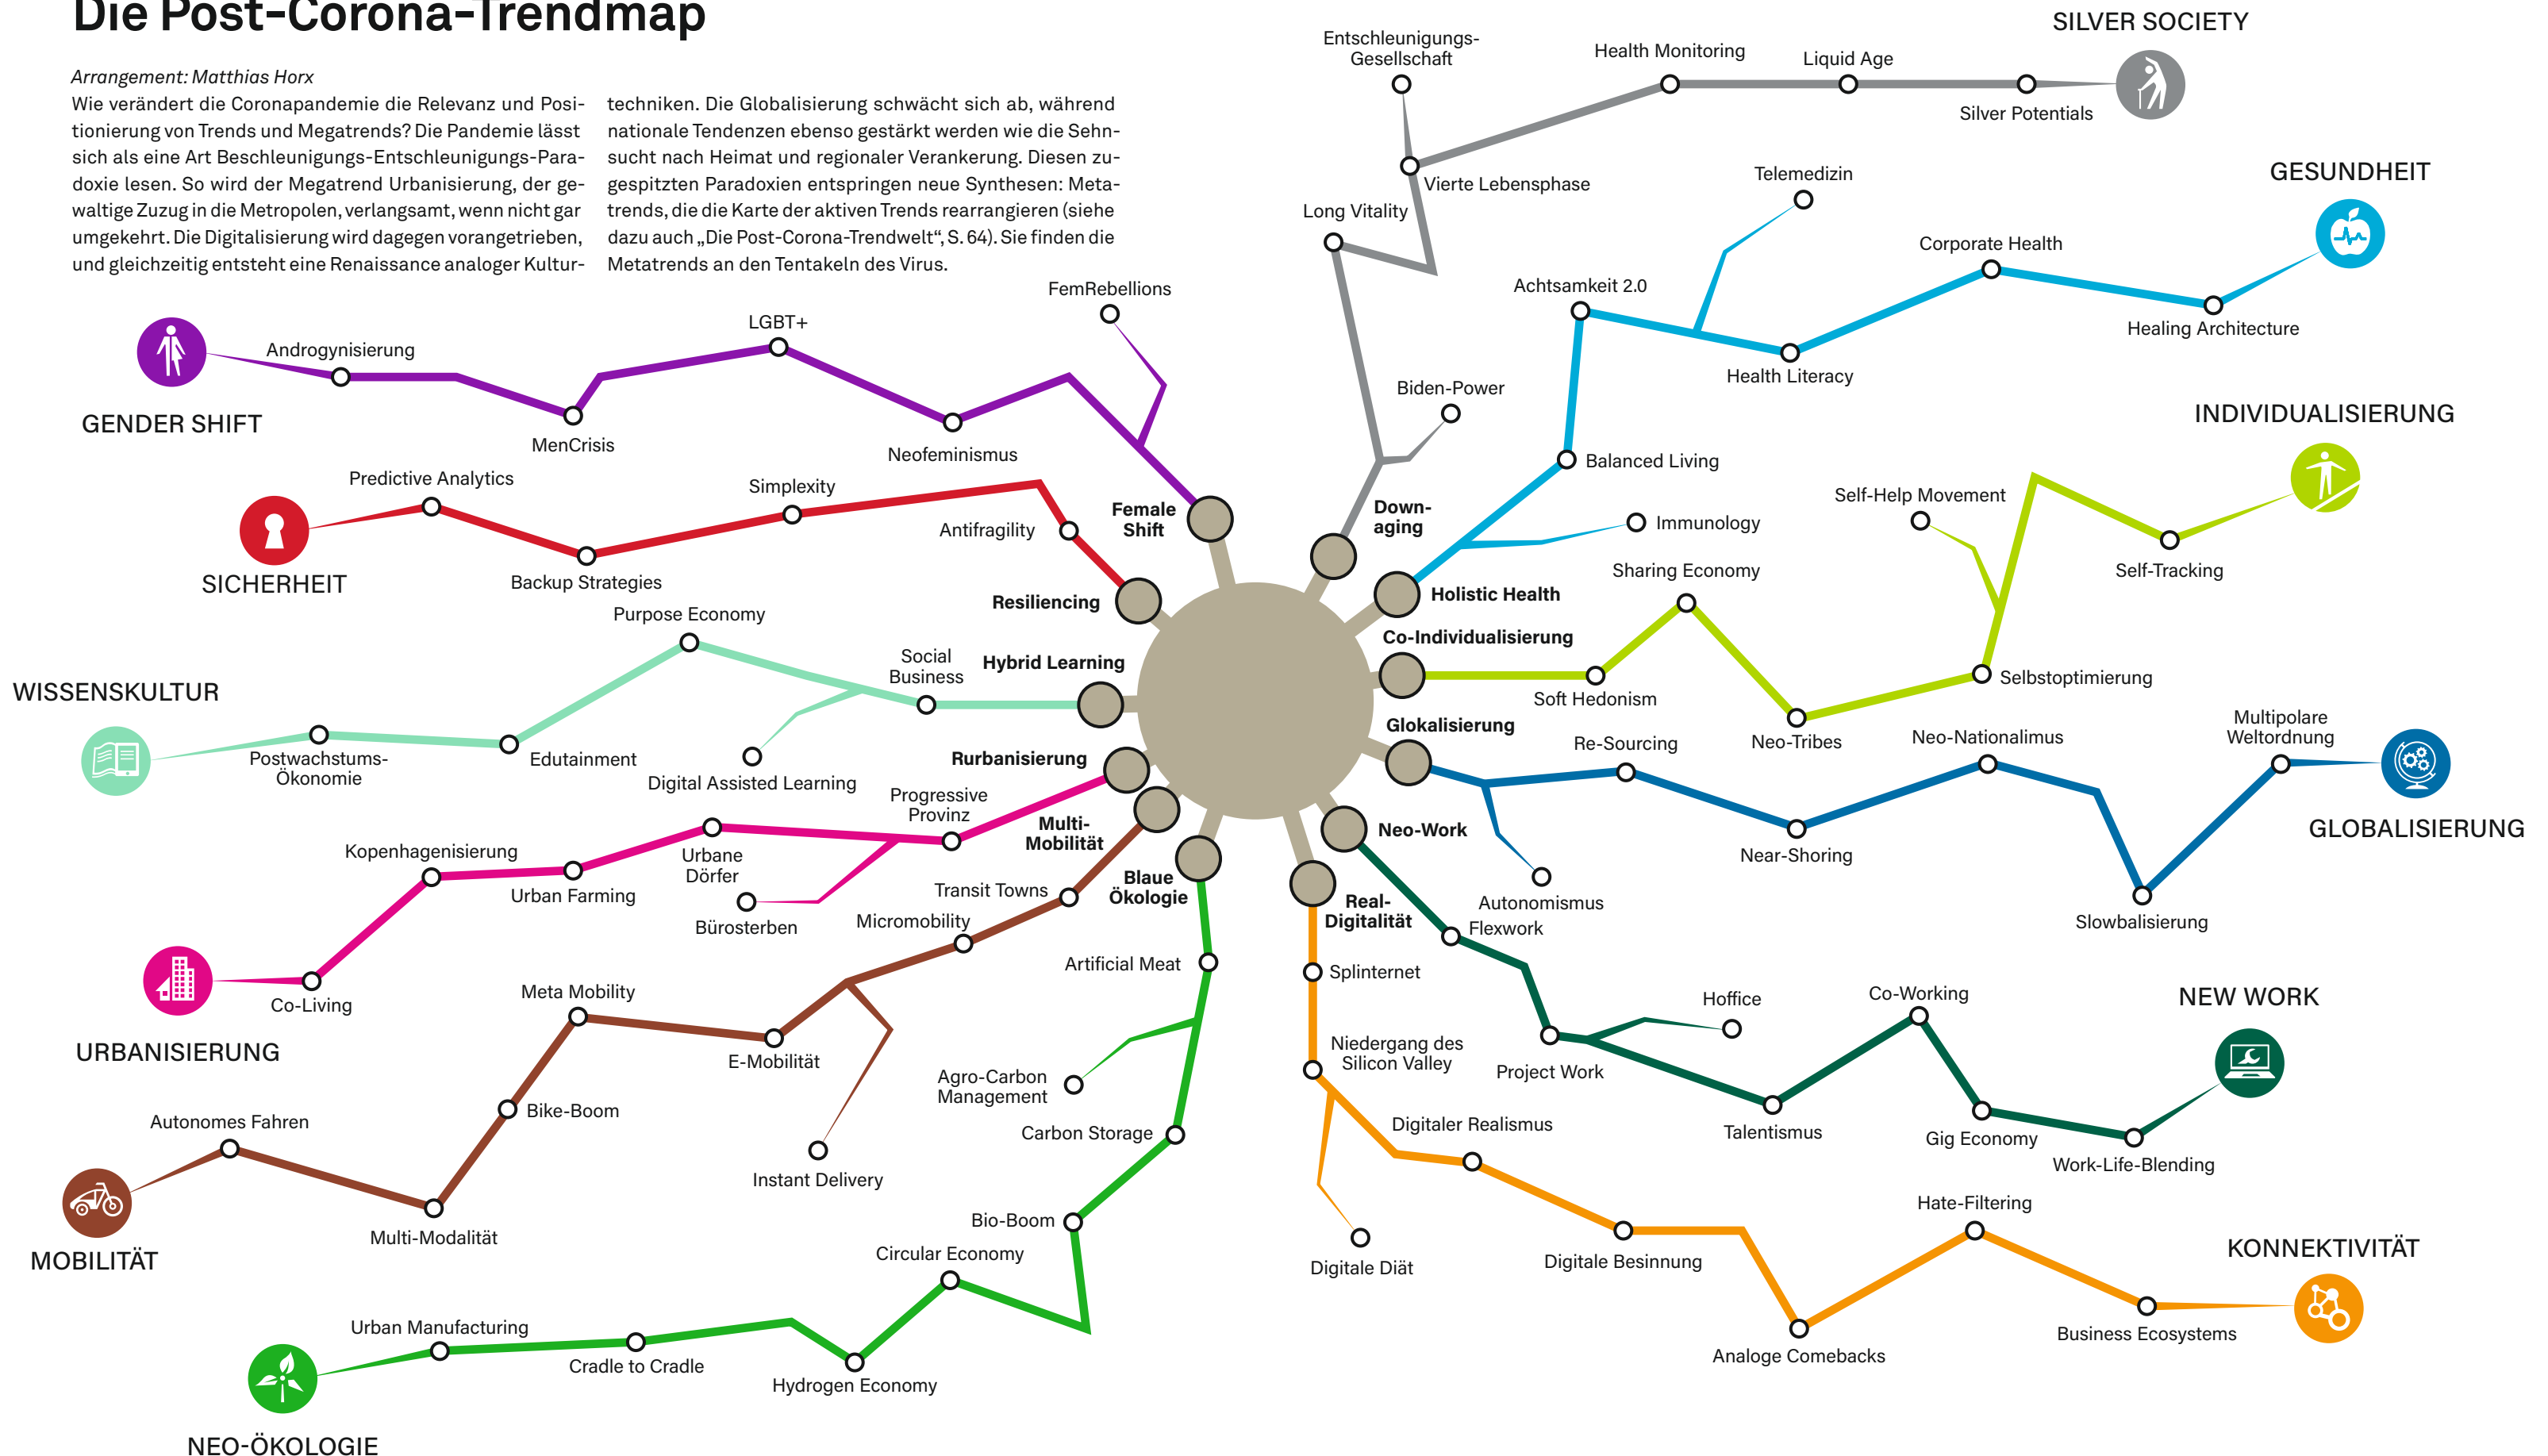 Die Post-Corona-Trendmap
Arrangement: Matthias Horx
Wie verändert die Coronapandemie die Relevanz und Posi-
tionierung von Trends und Megatrends? Die Pandemie lässt
sich als eine Art Beschleunigungs-Entschleunigungs-Para-
doxie lesen. So wird der Megatrend Urbanisierung, der ge-
waltige Zuzug in die Metropolen, verlangsamt, wenn nicht gar
umgekehrt. Die Digitalisierung wird dagegen vorangetrieben,
und gleichzeitig entsteht eine Renaissance analoger Kultur-
techniken. Die Globalisierung schwächt sich ab, während
nationale Tendenzen ebenso gestärkt werden wie die Sehn-
sucht nach Heimat und regionaler Verankerung. Diesen zu-
gespitzten Paradoxien entspringen neue Synthesen: Meta-
trends, die die Karte der aktiven Trends rearrangieren (siehe
dazu auch „Die Post-Corona-Trendwelt“, S. 64). Sie finden die
Metatrends an den Tentakeln des Virus.
SILVER SOCIETY
Silver Potentials
Liquid Age
Health Monitoring
Entschleunigungs-
Gesellschaft
Vierte Lebensphase
Long Vitality
Biden-Power
Down-
aging
GESUNDHEIT
Healing Architecture
Corporate Health
Health Literacy
Telemedizin
Achtsamkeit 2.0
Balanced Living
Immunology
Holistic Health
INDIVIDUALISIERUNG
Self-Tracking
Self-Help Movement
Selbstoptimierung
Neo-Tribes
Sharing Economy
Soft Hedonism
Co-Individualisierung
GLOBALISIERUNG
Multipolare
Weltordnung
Slowbalisierung
Neo-Nationalimus
Near-Shoring
Re-Sourcing
Autonomismus
Glokalisierung
NEW WORK
Work-Life-Blending
Gig Economy
Co-Working
Talentismus
Hoffice
Project Work
Flexwork
Neo-Work
KONNEKTIVITÄT
Business Ecosystems
Hate-Filtering
Analoge Comebacks
Digitale Besinnung
Digitaler Realismus
Digitale Diät
Niedergang des
Silicon Valley
Splinternet
Real-
Digitalität
GENDER SHIFT
Androgynisierung
MenCrisis
LGBT+
Neofeminismus
FemRebellions
Female
Shift
SICHERHEIT
Predictive Analytics
Backup Strategies
Simplexity
Antifragility
Resiliencing
WISSENSKULTUR
Postwachstums-
Ökonomie
Edutainment
Purpose Economy
Digital Assisted Learning
Social
Business
Hybrid Learning
URBANISIERUNG
Co-Living
Kopenhagenisierung
Urban Farming
Urbane
Dörfer
Bürosterben
Progressive
Provinz
Rurbanisierung
MOBILITÄT
Autonomes Fahren
Multi-Modalität
Bike-Boom
Meta Mobility
E-Mobilität
Instant Delivery
Micromobility
Transit Towns
Multi-
Mobilität
NEO-ÖKOLOGIE
Urban Manufacturing
Cradle to Cradle
Hydrogen Economy
Circular Economy
Bio-Boom
Carbon Storage
Agro-Carbon
Management
Artificial Meat
Blaue
Ökologie